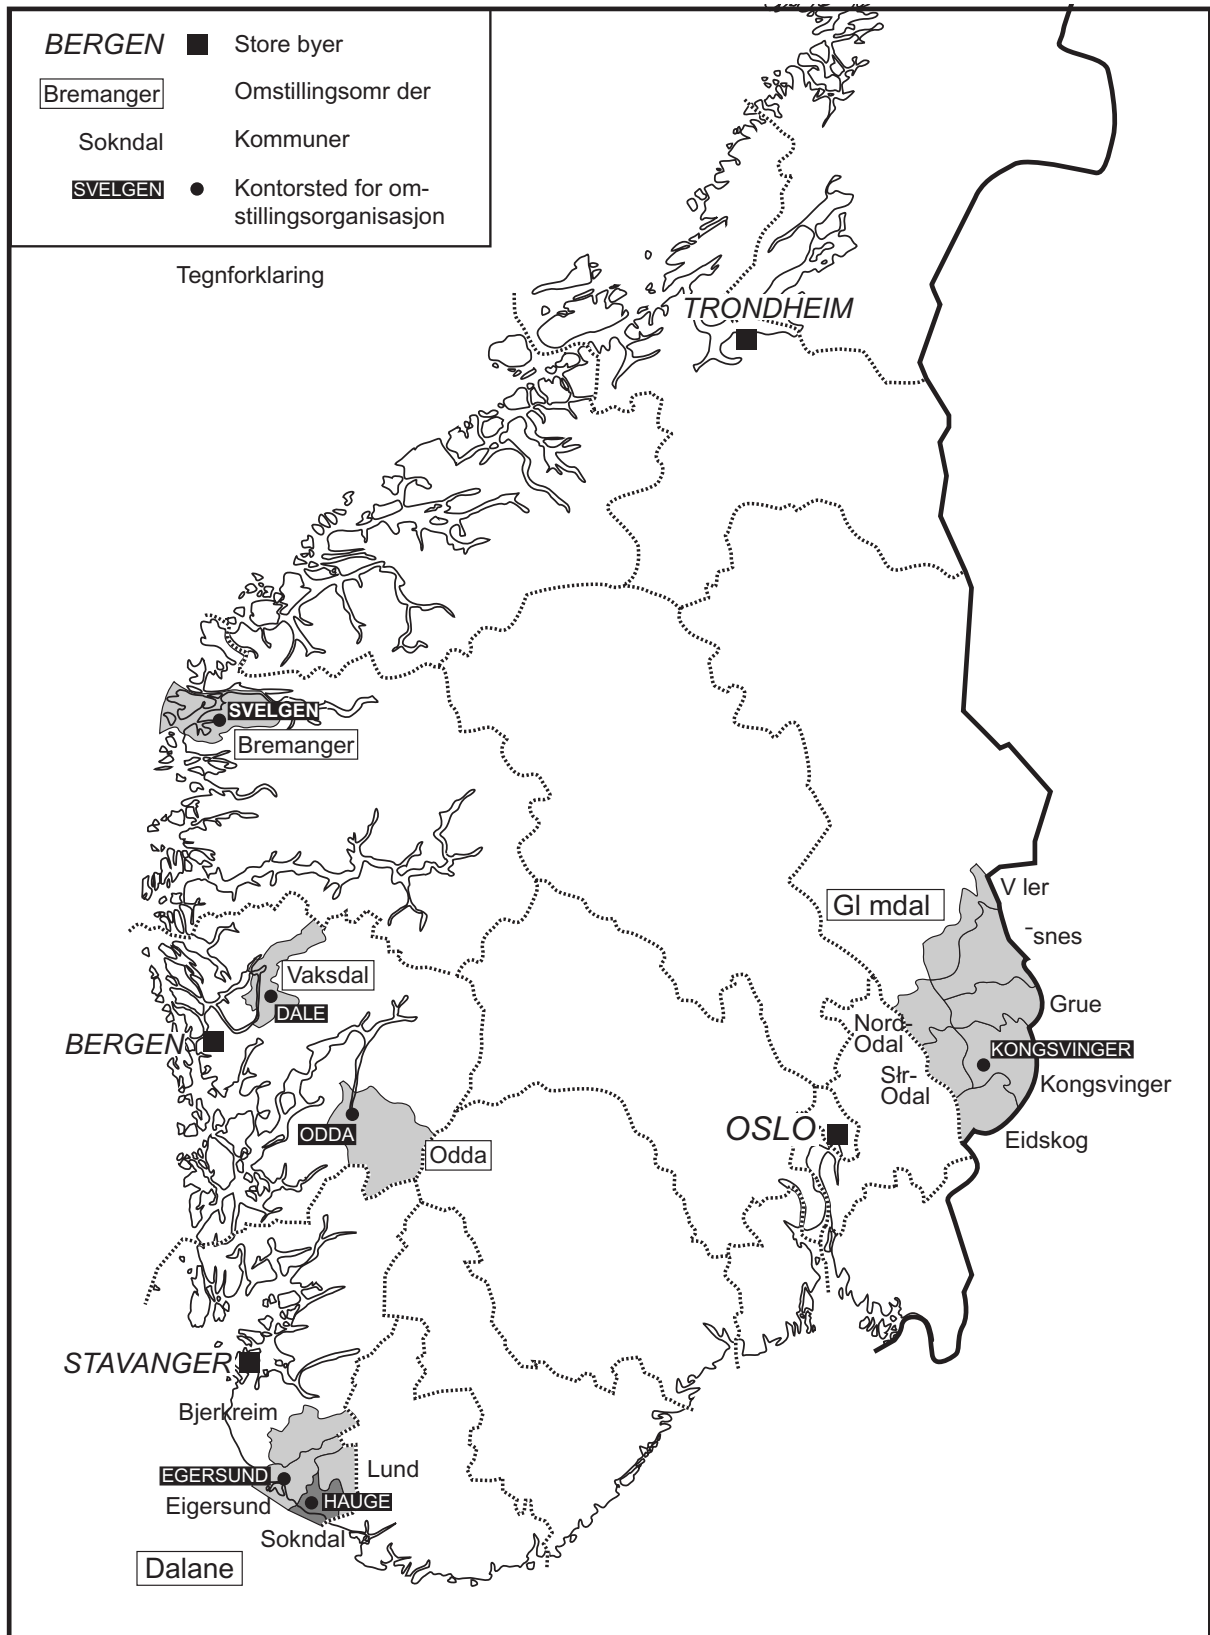 BERGEN Store byer
Bremanger Omstillingsomr der
Sokndal Kommuner
SVELGEN Kontorsted for om-
stillingsorganisasjon
Tegnforklaring
TRONDHEIM
SVELGEN
Bremanger
V ler
Gl mdal
¯snes
Vaksdal
DALE
Grue
Nord-
Odal
BERGEN
KONGSVINGER
Słr-
Odal
Kongsvinger
ODDA
OSLO
Odda
Eidskog
STAVANGER
Bjerkreim
Lund
EGERSUND
Eigersund
HAUGE
Sokndal
Dalane